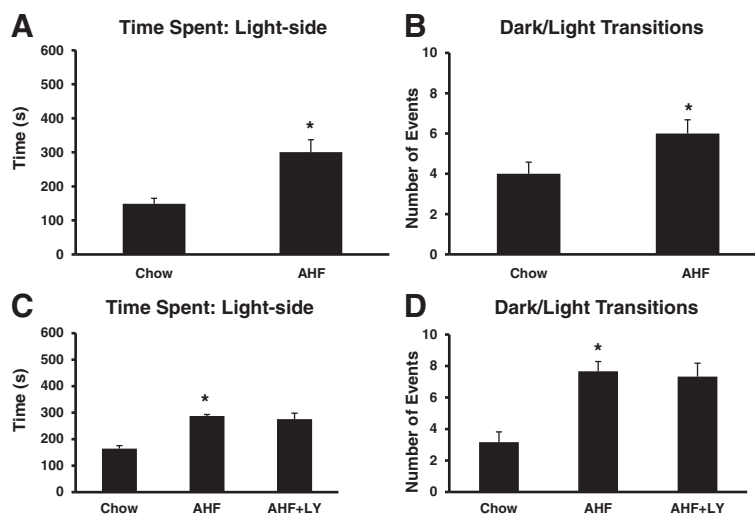 A
Time Spent: Light-side
Time (s)
600
500
400
300
200
100
0
*
Chow AHF
B
Dark/Light Transitions
Number of Events
10
8
6
4
2
0
*
Chow AHF
C
Time Spent: Light-side
Time (s)
600
500
400
300
200
100
0
*
Chow AHF AHF+LY
D
Dark/Light Transitions
Number of Events
10
8
6
4
2
0
*
Chow AHF AHF+LY